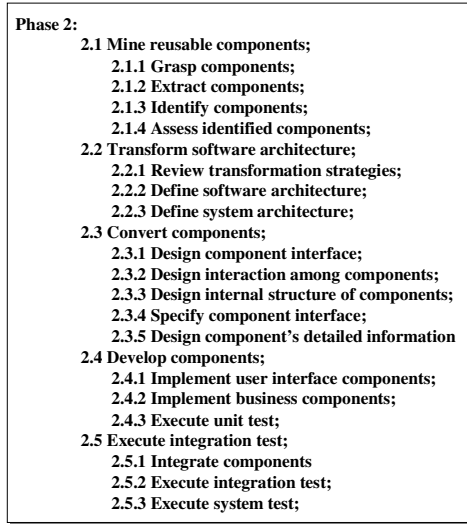 Phase 2:
2.1 Mine reusable components;
2.1.1 Grasp components;
2.1.2 Extract components;
2.1.3 Identify components;
2.1.4 Assess identified components;
2.2 Transform software architecture;
2.2.1 Review transformation strategies;
2.2.2 Define software architecture;
2.2.3 Define system architecture;
2.3 Convert components;
2.3.1 Design component interface;
2.3.2 Design interaction among components;
2.3.3 Design internal structure of components;
2.3.4 Specify component interface;
2.3.5 Design component’s detailed information
2.4 Develop components;
2.4.1 Implement user interface components;
2.4.2 Implement business components;
2.4.3 Execute unit test;
2.5 Execute integration test;
2.5.1 Integrate components
2.5.2 Execute integration test;
2.5.3 Execute system test;